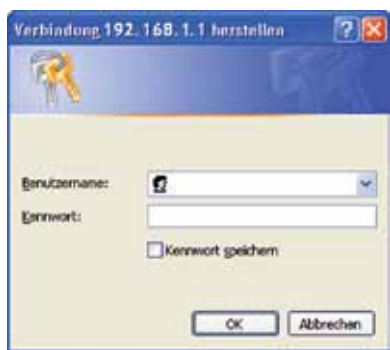 Verbindung 192.168.1.1 herstellen
Benutzername:
Kennwort:
Kennwort speichern
OK Abbrechen